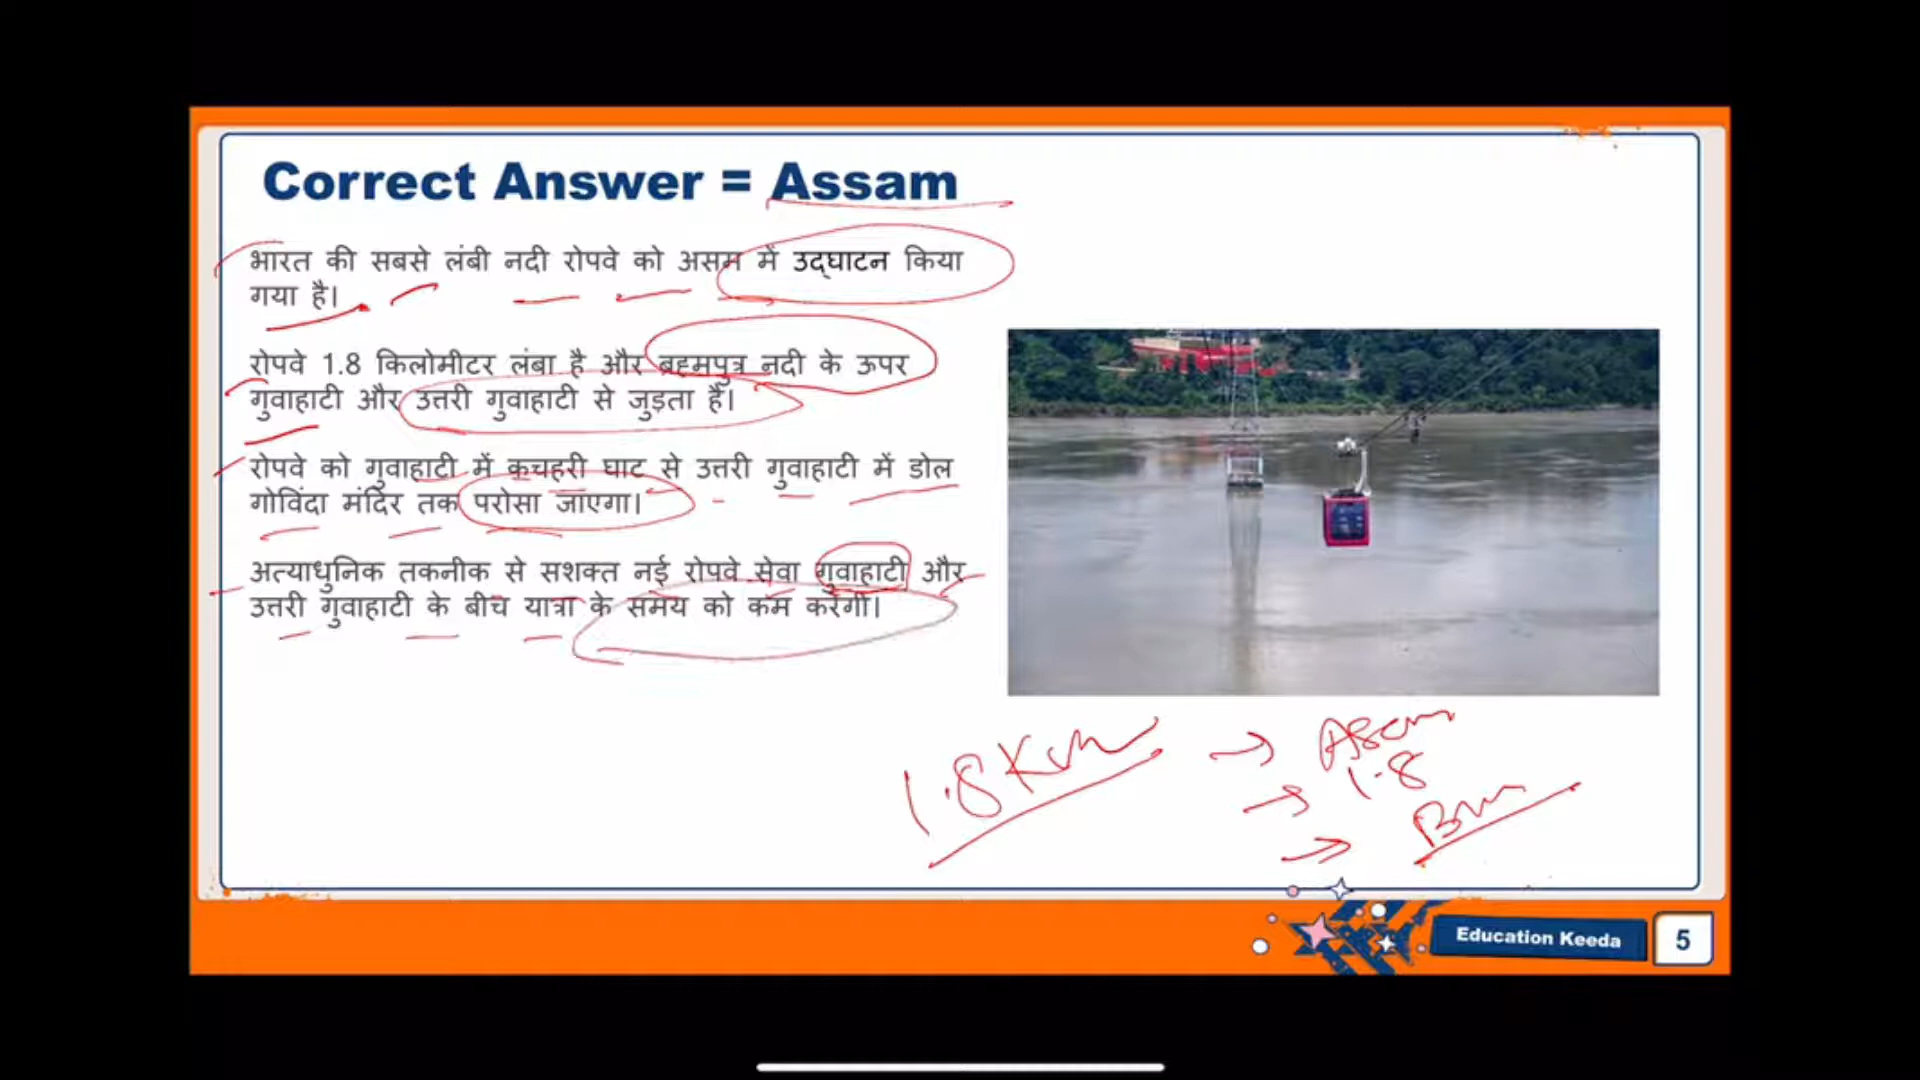 Correct Answer = Assam
भारत की सबसे लंबी नदी रोपवे को असम में उद्घाटन किया
गया है।
रोपवे 1.8 किलोमीटर लंबा है और ब्रह्मपुत्र नदी के ऊपर
गुवाहाटी और उत्तरी गुवाहाटी से जुड़ता है।
रोपवे को गुवाहाटी में कचहरी घाट से उत्तरी गुवाहाटी में डोल
गोविंदा मंदिर तक परोसा जाएगा।
अत्याधुनिक तकनीक से सशक्त नई रोपवे सेवा गुवाहाटी और
उत्तरी गुवाहाटी के बीच यात्रा के समय को कम करेगी।
1.8 Km
→ Assam
→ 1.8
→
Education Keeda
5